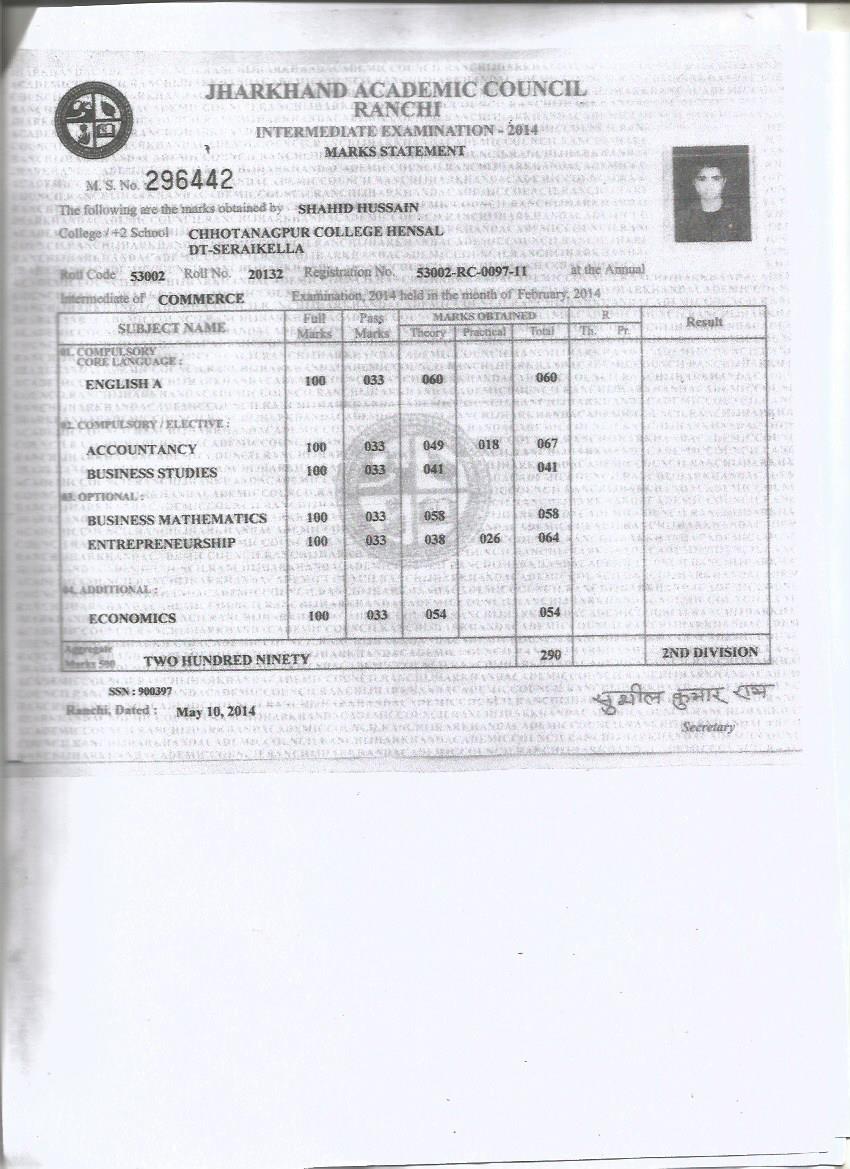 JHARKHAND ACADEMIC COUNCIL
RANCHI
INTERMEDIATE EXAMINATION - 2014
MARKS STATEMENT
M. S. No. 296442
The following are the marks obtained by SHAHID HUSSAIN
College / +2 School CHHOTANAGPUR COLLEGE HENSAL
DT-SERAIKELLA
Roll Code 53002 Roll No. 20132 Registration No. 53002-RC-0097-11 at the Annual
Intermediate of COMMERCE Examination, 2014 held in the month of February, 2014
SUBJECT NAME Full Marks Pass Marks MARKS OBTAINED R Result
Theory Practical Total Th. Pr.
01. COMPULSORY
CORE LANGUAGE :
ENGLISH A 100 033 060 060
02. COMPULSORY / ELECTIVE :
ACCOUNTANCY 100 033 049 018 067
BUSINESS STUDIES 100 033 041 041
03. OPTIONAL :
BUSINESS MATHEMATICS 100 033 058 058
ENTREPRENEURSHIP 100 033 038 026 064
04. ADDITIONAL :
ECONOMICS 100 033 054 054
Aggregate
Marks 500 TWO HUNDRED NINETY 290 2ND DIVISION
SSN : 900397
Ranchi, Dated : May 10, 2014
सुशील कुमार राय
Secretary